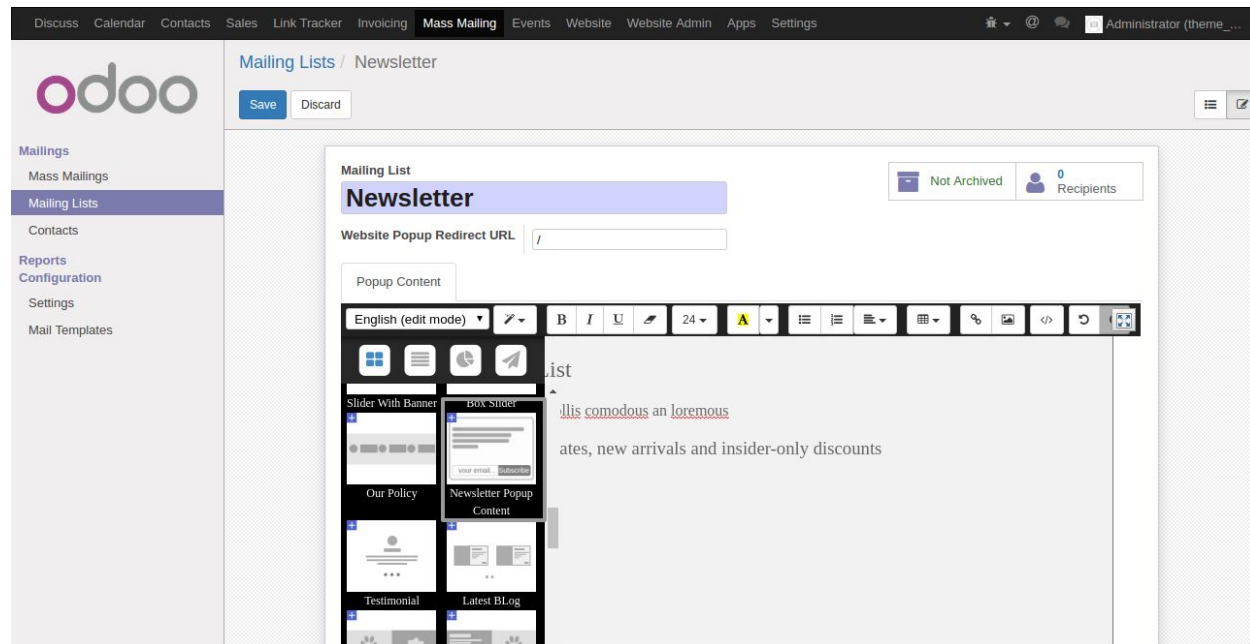 Discuss Calendar Contacts Sales Link Tracker Invoicing Mass Mailing Events Website Website Admin Apps Settings @ Administrator (theme_...
odoo
Mailing Lists / Newsletter
Save Discard
Mailings
Mass Mailings
Mailing Lists
Contacts
Reports
Configuration
Settings
Mail Templates
Mailing List
Newsletter
Not Archived
0
Recipients
Website Popup Redirect URL /
Popup Content
English (edit mode) B I U 24 A </>
List
llis comodous an loremous
ates, new arrivals and insider-only discounts
Slider With Banner Box Slider
your email... Subscribe
Our Policy Newsletter Popup
Content
Testimonial Latest BLog